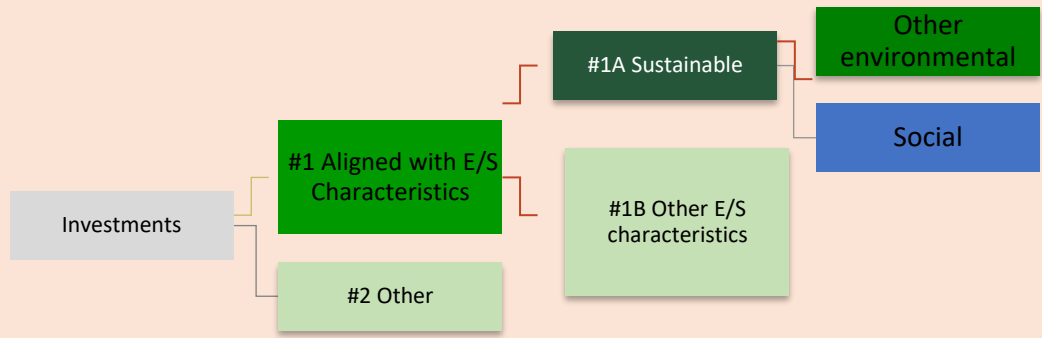 Investments
#1 Aligned with E/S
Characteristics
#2 Other
#1A Sustainable
#1B Other E/S
characteristics
Other
environmental
Social